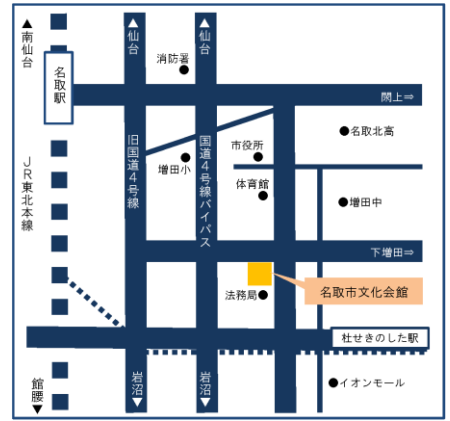 ▲南仙台
▲仙台
▲仙台
消防署
名取駅
閖上⇒
名取北高
市役所
旧国道4号線
国道4号線バイパス
増田小
JR東北本線
体育館
増田中
下増田⇒
名取市文化会館
法務局
杜せきのした駅
館腰▼
岩沼▼
岩沼▼
イオンモール